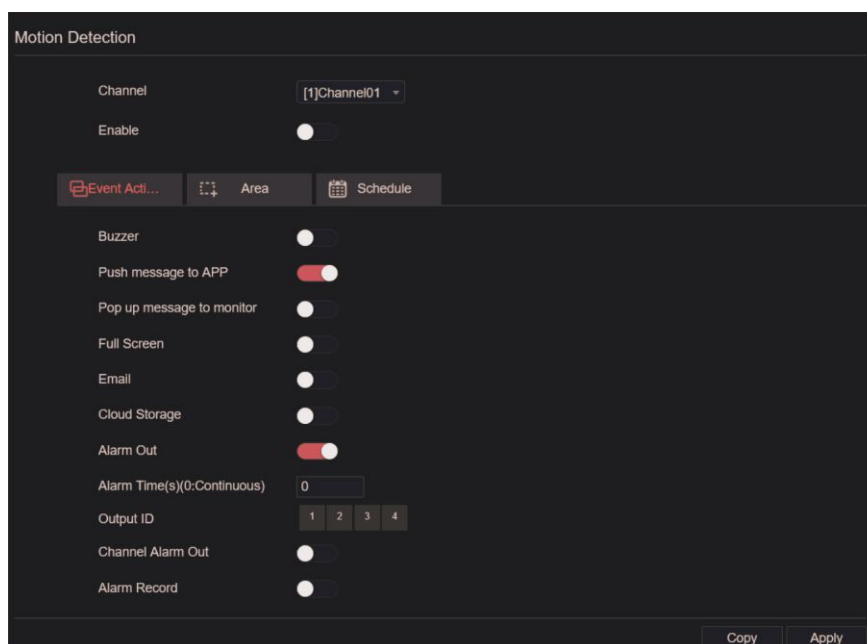 Motion Detection
Channel [1]Channel01
Enable
Event Acti... Area Schedule
Buzzer
Push message to APP
Pop up message to monitor
Full Screen
Email
Cloud Storage
Alarm Out
Alarm Time(s)(0:Continuous) 0
Output ID 1 2 3 4
Channel Alarm Out
Alarm Record
Copy Apply